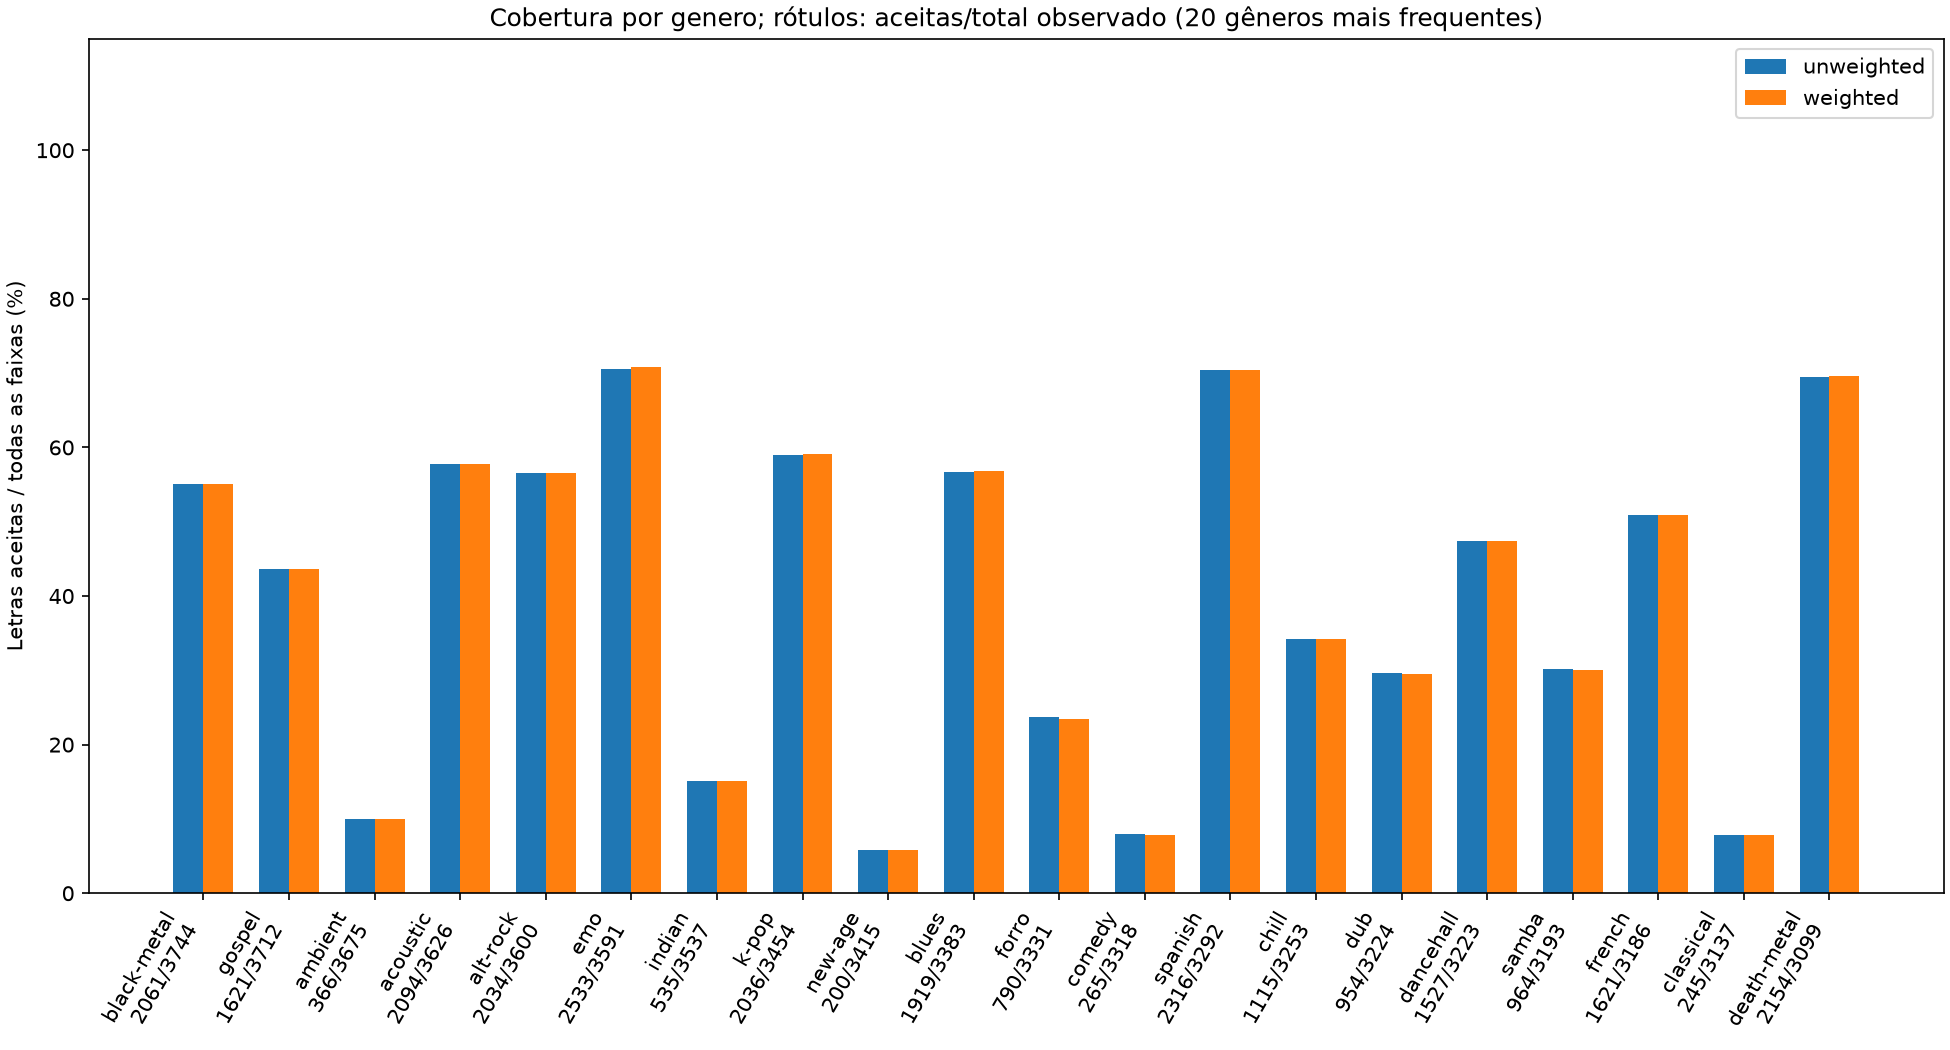 Cobertura por genero; rótulos: aceitas/total observado (20 gêneros mais frequentes)
unweighted
weighted
Letras aceitas / todas as faixas (%)
100
80
60
40
20
0
black-metal
2061/3744
gospel
1621/3712
ambient
366/3675
acoustic
2094/3626
alt-rock
2034/3600
emo
2533/3591
indian
535/3537
k-pop
2036/3454
new-age
200/3415
blues
1919/3383
forro
790/3331
comedy
265/3318
spanish
2316/3292
chill
1115/3253
dub
954/3224
dancehall
1527/3223
samba
964/3193
french
1621/3186
classical
245/3137
death-metal
2154/3099